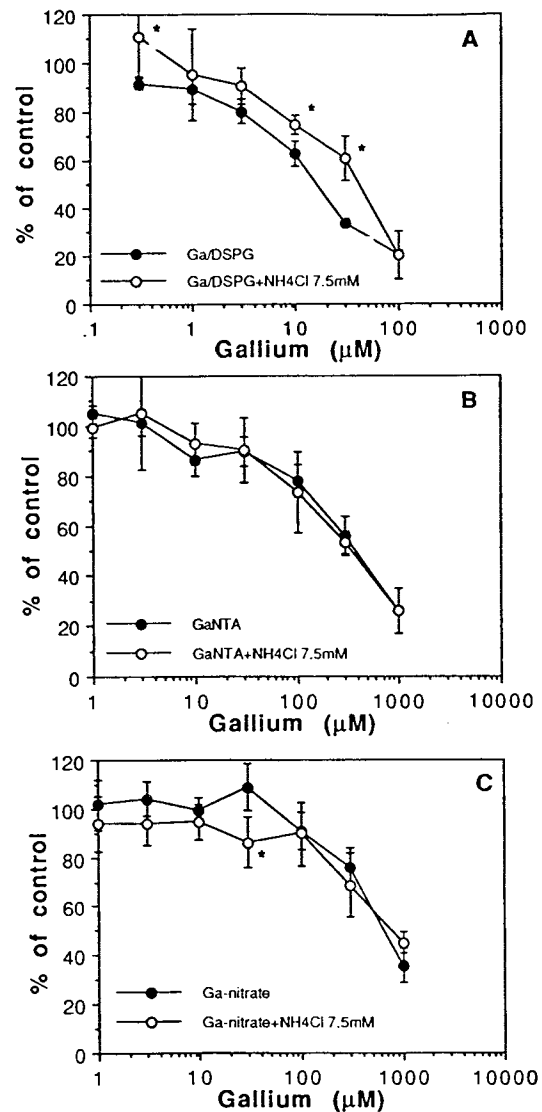 120
A
*
100
80
*
60
*
% of control
40
20
Ga/DSPG
Ga/DSPG+NH4Cl 7.5mM
0
.1 1 10 100 1000
Gallium (µM)
120
B
100
80
60
% of control
40
20
GaNTA
GaNTA+NH4Cl 7.5mM
0
1 10 100 1000 10000
Gallium (µM)
120
C
100
80
*
60
% of control
40
20
Ga-nitrate
Ga-nitrate+NH4Cl 7.5mM
0
1 10 100 1000 10000
Gallium (µM)